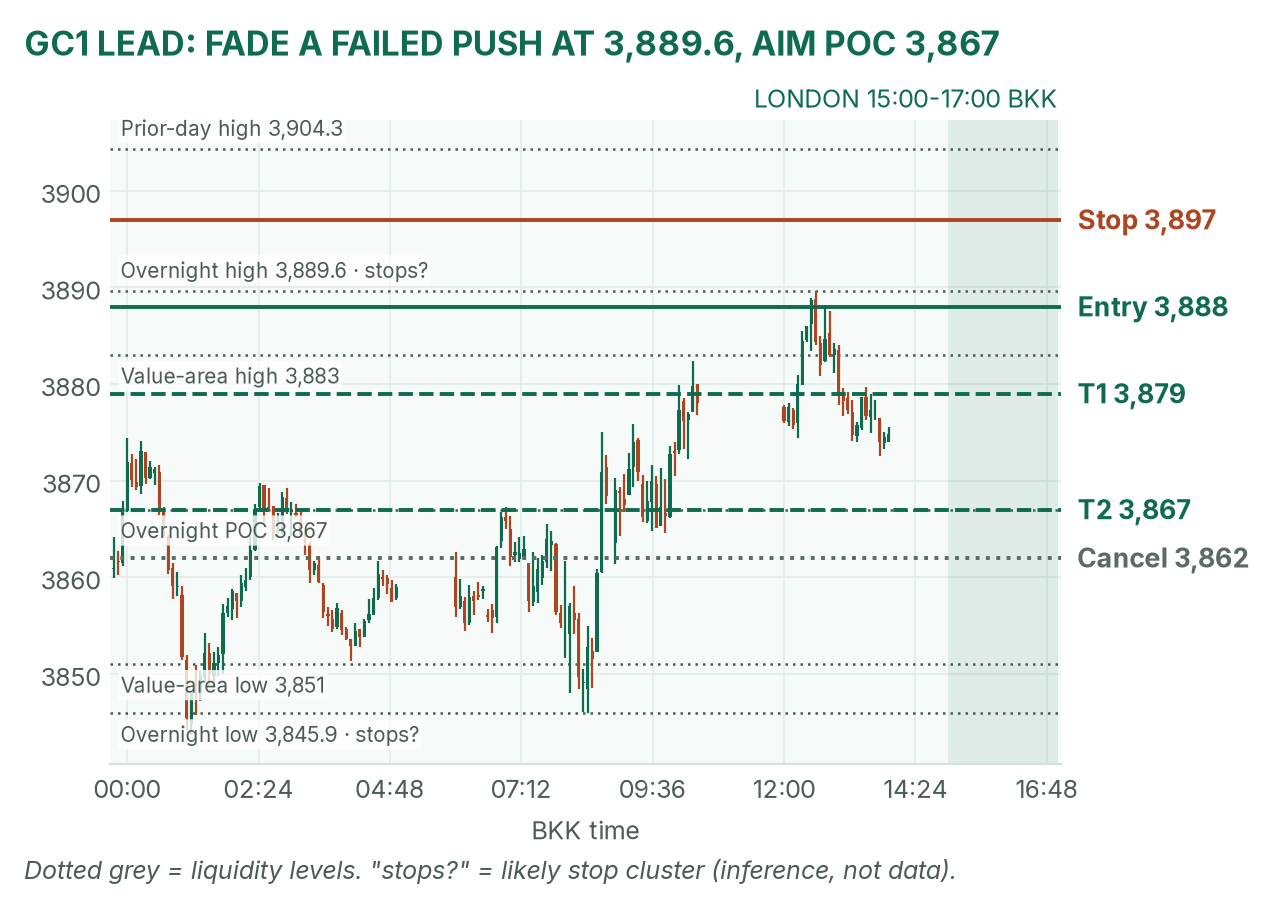 GC1 LEAD: FADE A FAILED PUSH AT 3,889.6, AIM POC 3,867
LONDON 15:00-17:00 BKK
Prior-day high 3,904.3
3900
Stop 3,897
Overnight high 3,889.6 · stops?
3890
Entry 3,888
Value-area high 3,883
3880
T1 3,879
3870
T2 3,867
Overnight POC 3,867
Cancel 3,862
3860
Value-area low 3,851
3850
Overnight low 3,845.9 · stops?
00:00 02:24 04:48 07:12 09:36 12:00 14:24 16:48
BKK time
Dotted grey = liquidity levels. "stops?" = likely stop cluster (inference, not data).